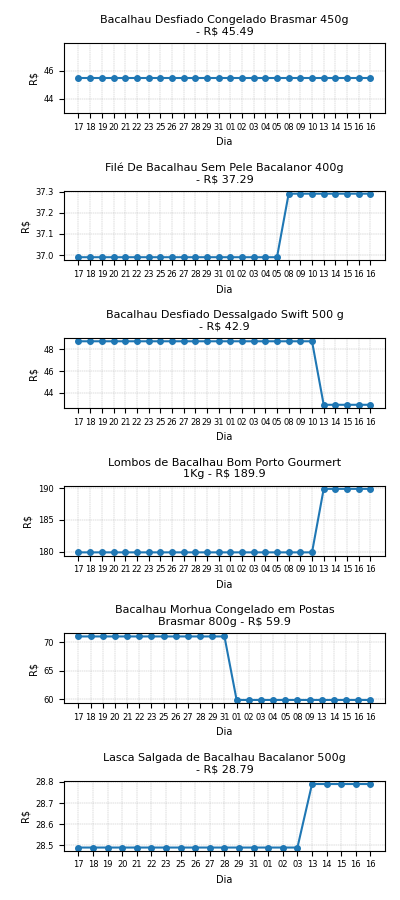 Bacalhau Desfiado Congelado Brasmar 450g
- R$ 45.49
R$
46
44
17 18 19 20 21 22 25 26 27 28 29 31 01 02 03 04 05 08 09 10 13 14 15 16 16
Dia
Filé De Bacalhau Sem Pele Bacalanor 400g
- R$ 37.29
R$
37.3
37.2
37.1
37.0
17 18 19 20 21 22 25 26 27 28 29 31 01 02 03 04 05 08 09 10 13 14 15 16 16
Dia
Bacalhau Desfiado Dessalgado Swift 500 g
- R$ 42.9
R$
48
46
44
17 18 19 20 21 22 25 26 27 28 29 31 01 02 03 04 05 08 09 10 13 14 15 16 16
Dia
Lombos de Bacalhau Bom Porto Gourmert
1Kg - R$ 189.9
R$
190
185
180
17 18 19 20 21 22 25 26 27 28 29 31 01 02 03 04 05 08 09 10 13 14 15 16 16
Dia
Bacalhau Morhua Congelado em Postas
Brasmar 800g - R$ 59.9
R$
70
65
60
17 18 19 20 21 22 25 26 27 28 29 28 31 01 02 03 04 05 08 09 13 14 15 16 16
Dia
Lasca Salgada de Bacalhau Bacalanor 500g
- R$ 28.79
R$
28.8
28.7
28.6
28.5
17 18 19 20 21 22 23 25 26 27 28 29 31 01 02 03 13 14 15 16 16
Dia